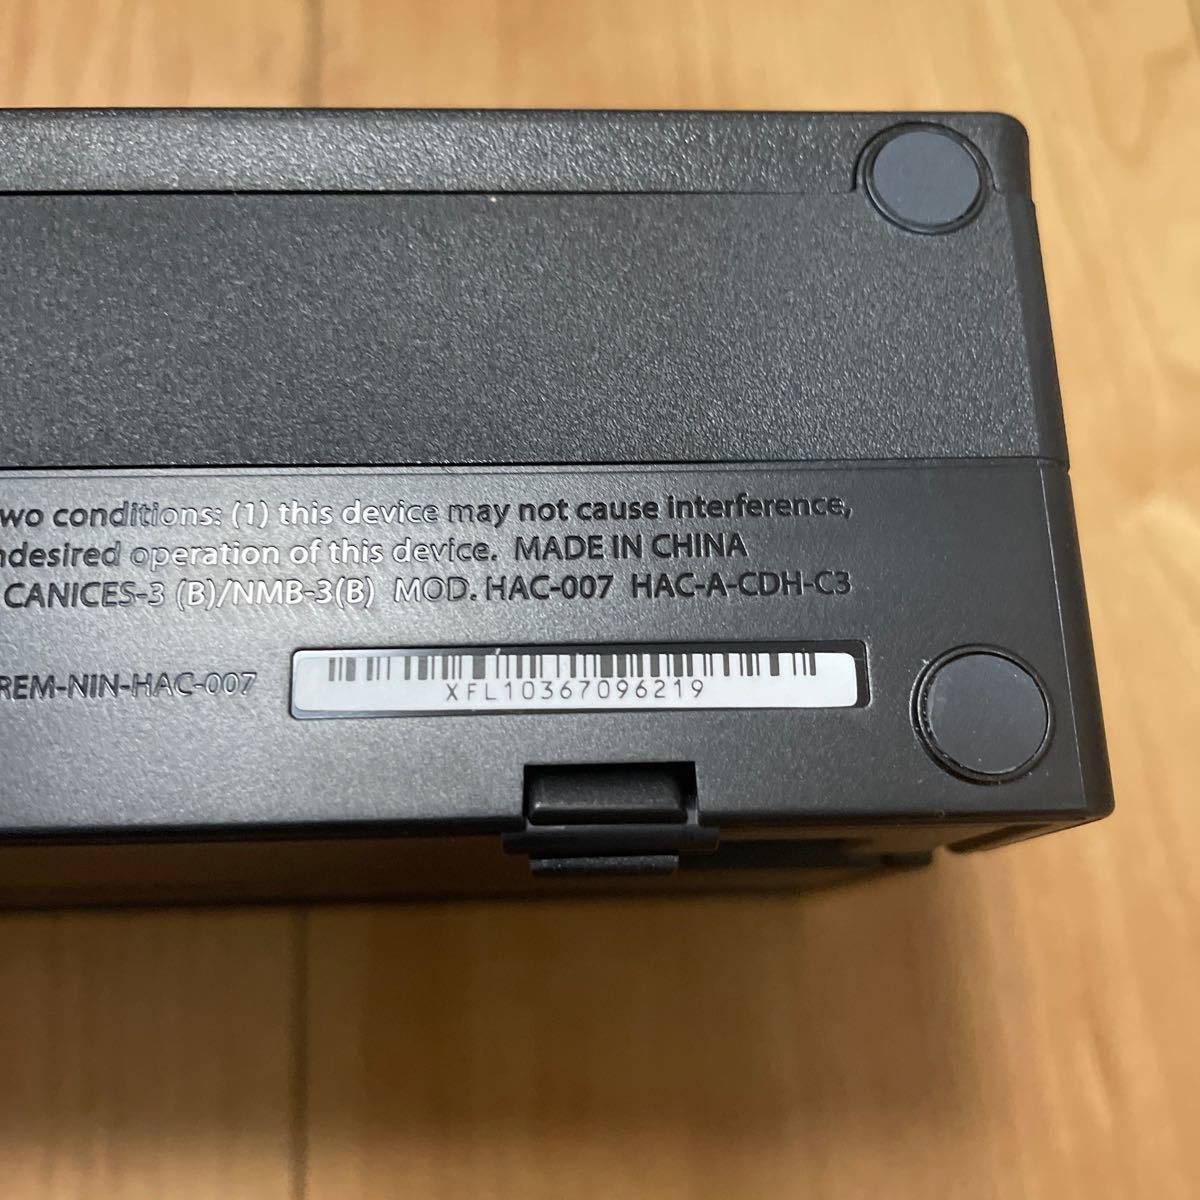 wo conditions: (1) this device may not cause interference,
ndesired operation of this device. MADE IN CHINA
CANICES-3 (B)/NMB-3(B) MOD. HAC-007 HAC-A-CDH-C3
REM-NIN-HAC-007
XFL10367096219